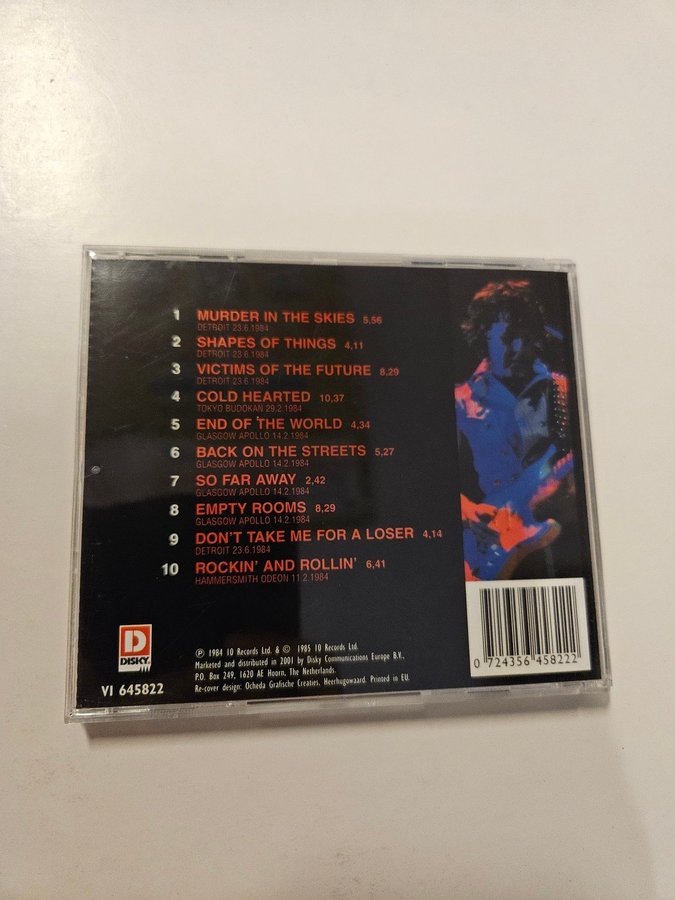 1 MURDER IN THE SKIES 5,56
DETROIT 23.6.1984
2 SHAPES OF THINGS 4,11
DETROIT 23.6.1984
3 VICTIMS OF THE FUTURE 8,29
DETROIT 23.6.1984
4 COLD HEARTED 10,37
TOKYO BUDOKAN 29.2.1984
5 END OF THE WORLD 4,34
GLASGOW APOLLO 14.2.1984
6 BACK ON THE STREETS 5,27
GLASGOW APOLLO 14.2.1984
7 SO FAR AWAY 2,42
GLASGOW APOLLO 14.2.1984
8 EMPTY ROOMS 8,29
GLASGOW APOLLO 14.2.1984
9 DON'T TAKE ME FOR A LOSER 4,14
DETROIT 23.6.1984
10 ROCKIN' AND ROLLIN' 6,41
HAMMERSMITH ODEON 11.2.1984
D
DISKY
VI 645822
℗ 1984 10 Records Ltd. & © 1985 10 Records Ltd.
Marketed and distributed in 2001 by Disky Communications Europe B.V.,
P.O. Box 249, 1620 AE Hoorn, The Netherlands.
Re-cover design: Ocheda Grafische Creaties, Heerhugowaard. Printed in EU.
0 724356 458222